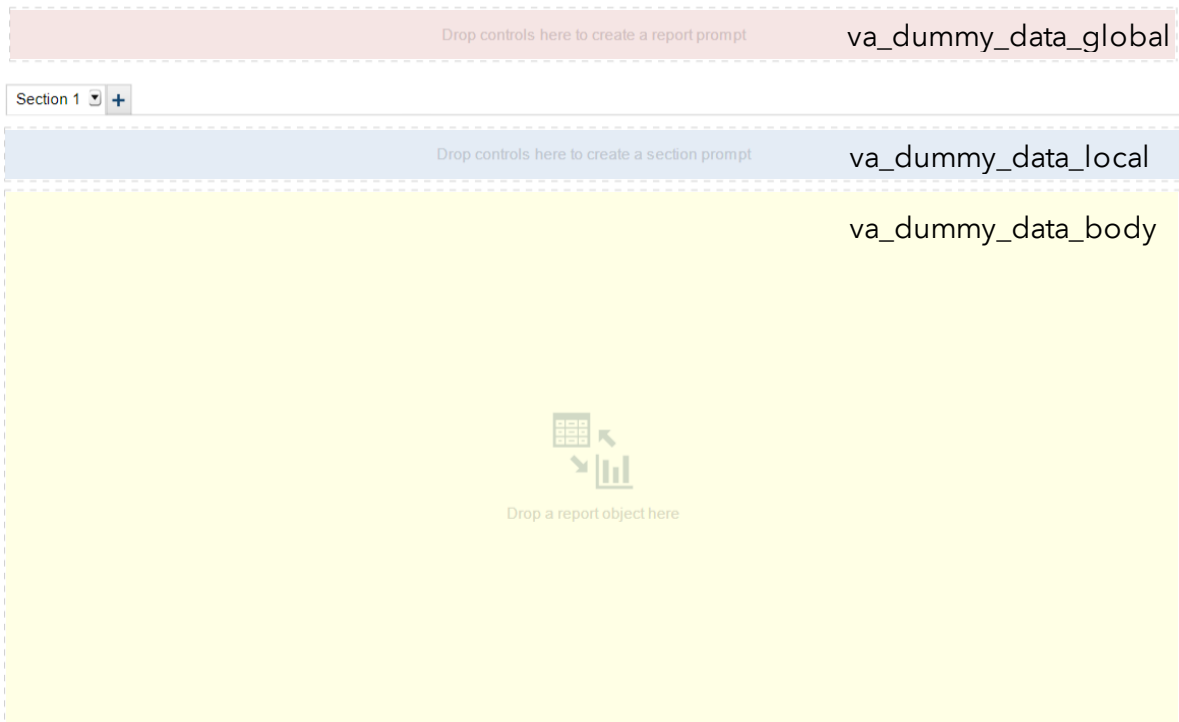 Drop controls here to create a report prompt va_dummy_data_global
Section 1 +
Drop controls here to create a section prompt va_dummy_data_local
va_dummy_data_body
Drop a report object here